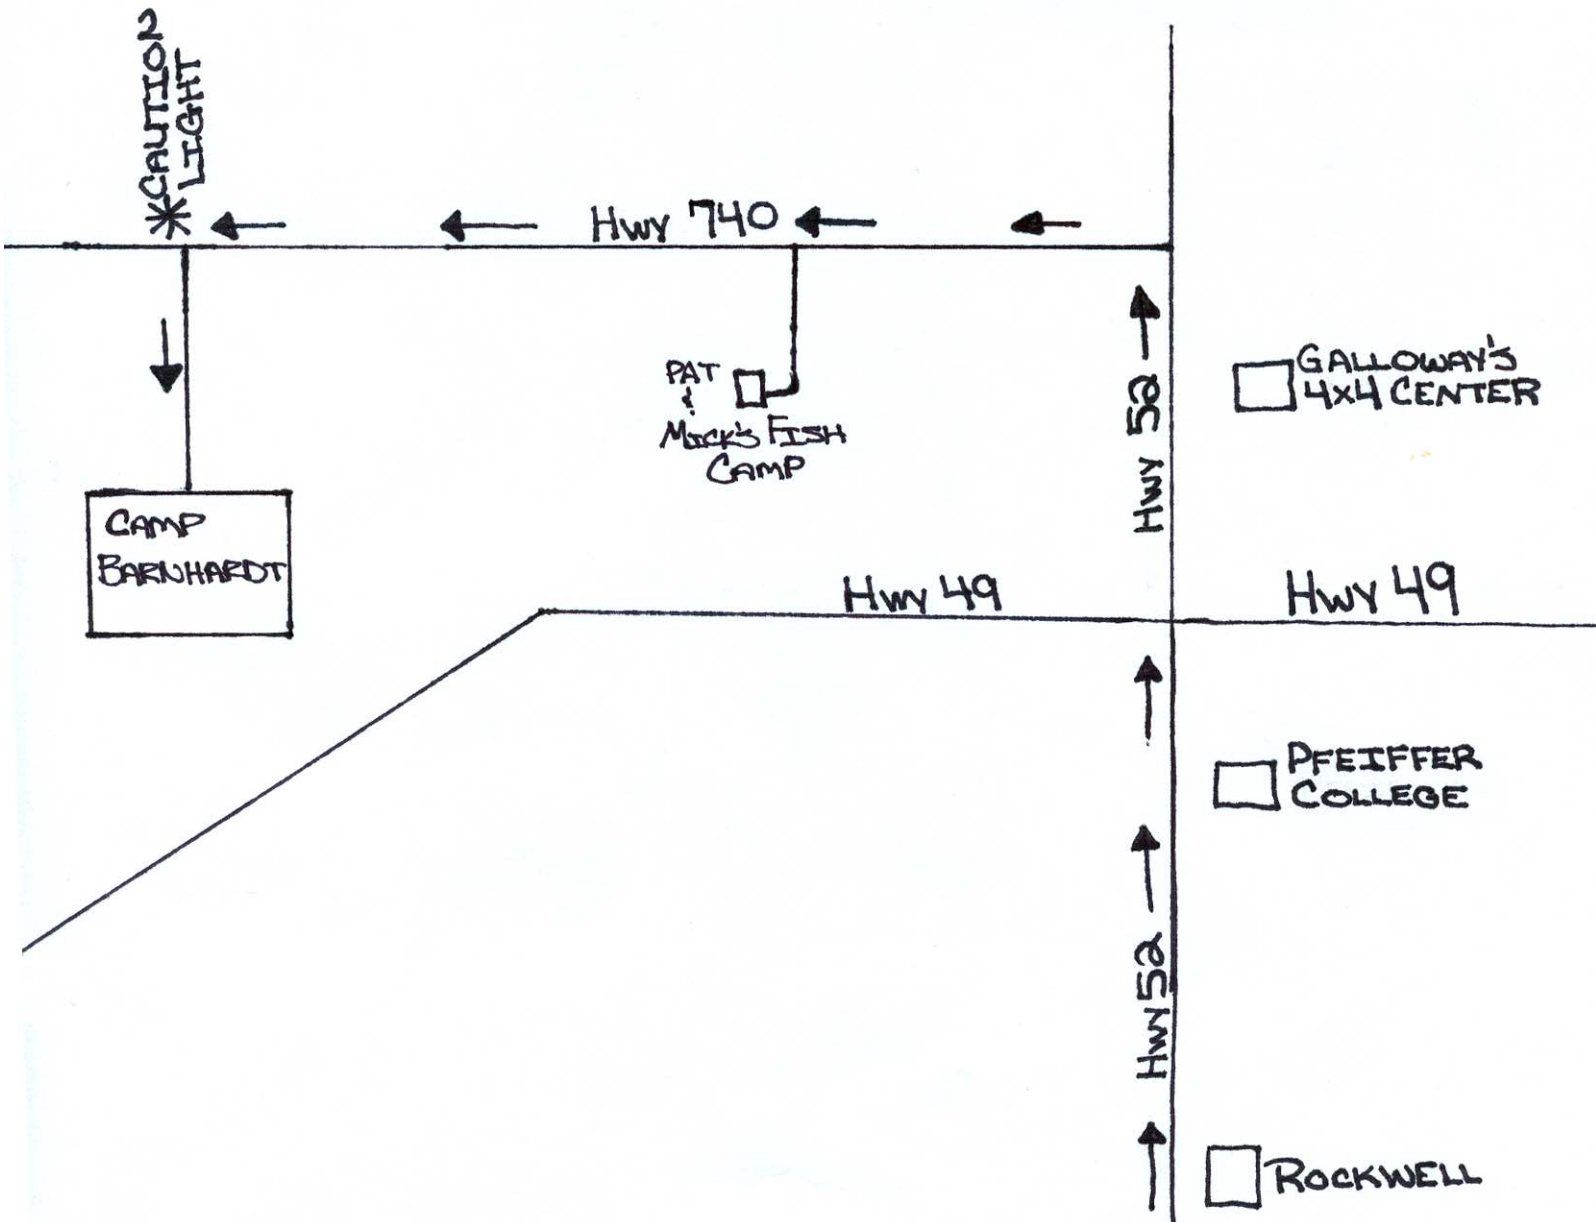 CAUTION
LIGHT
Hwy 740
PAT
&
MICK'S FISH
CAMP
Hwy 52
GALLOWAY'S
4x4 CENTER
CAMP
BARNHARDT
Hwy 49
Hwy 49
PFEIFFER
COLLEGE
Hwy 52
ROCKWELL